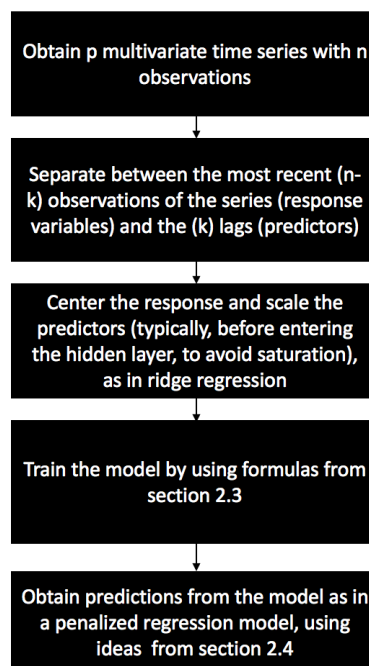 Obtain p multivariate time series with n
observations
Separate between the most recent (n-
k) observations of the series (response
variables) and the (k) lags (predictors)
Center the response and scale the
predictors (typically, before entering
the hidden layer, to avoid saturation),
as in ridge regression
Train the model by using formulas from
section 2.3
Obtain predictions from the model as in
a penalized regression model, using
ideas from section 2.4